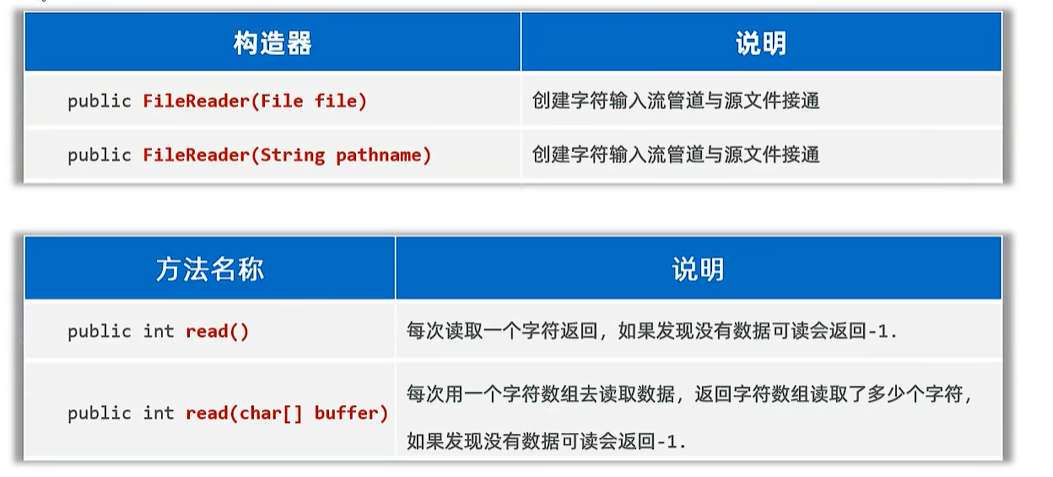 构造器 说明
public FileReader(File file) 创建字符输入流管道与源文件接通
public FileReader(String pathname) 创建字符输入流管道与源文件接通
方法名称 说明
public int read() 每次读取一个字符返回，如果发现没有数据可读会返回-1.
public int read(char[] buffer) 每次用一个字符数组去读取数据，返回字符数组读取了多少个字符，
如果发现没有数据可读会返回-1.